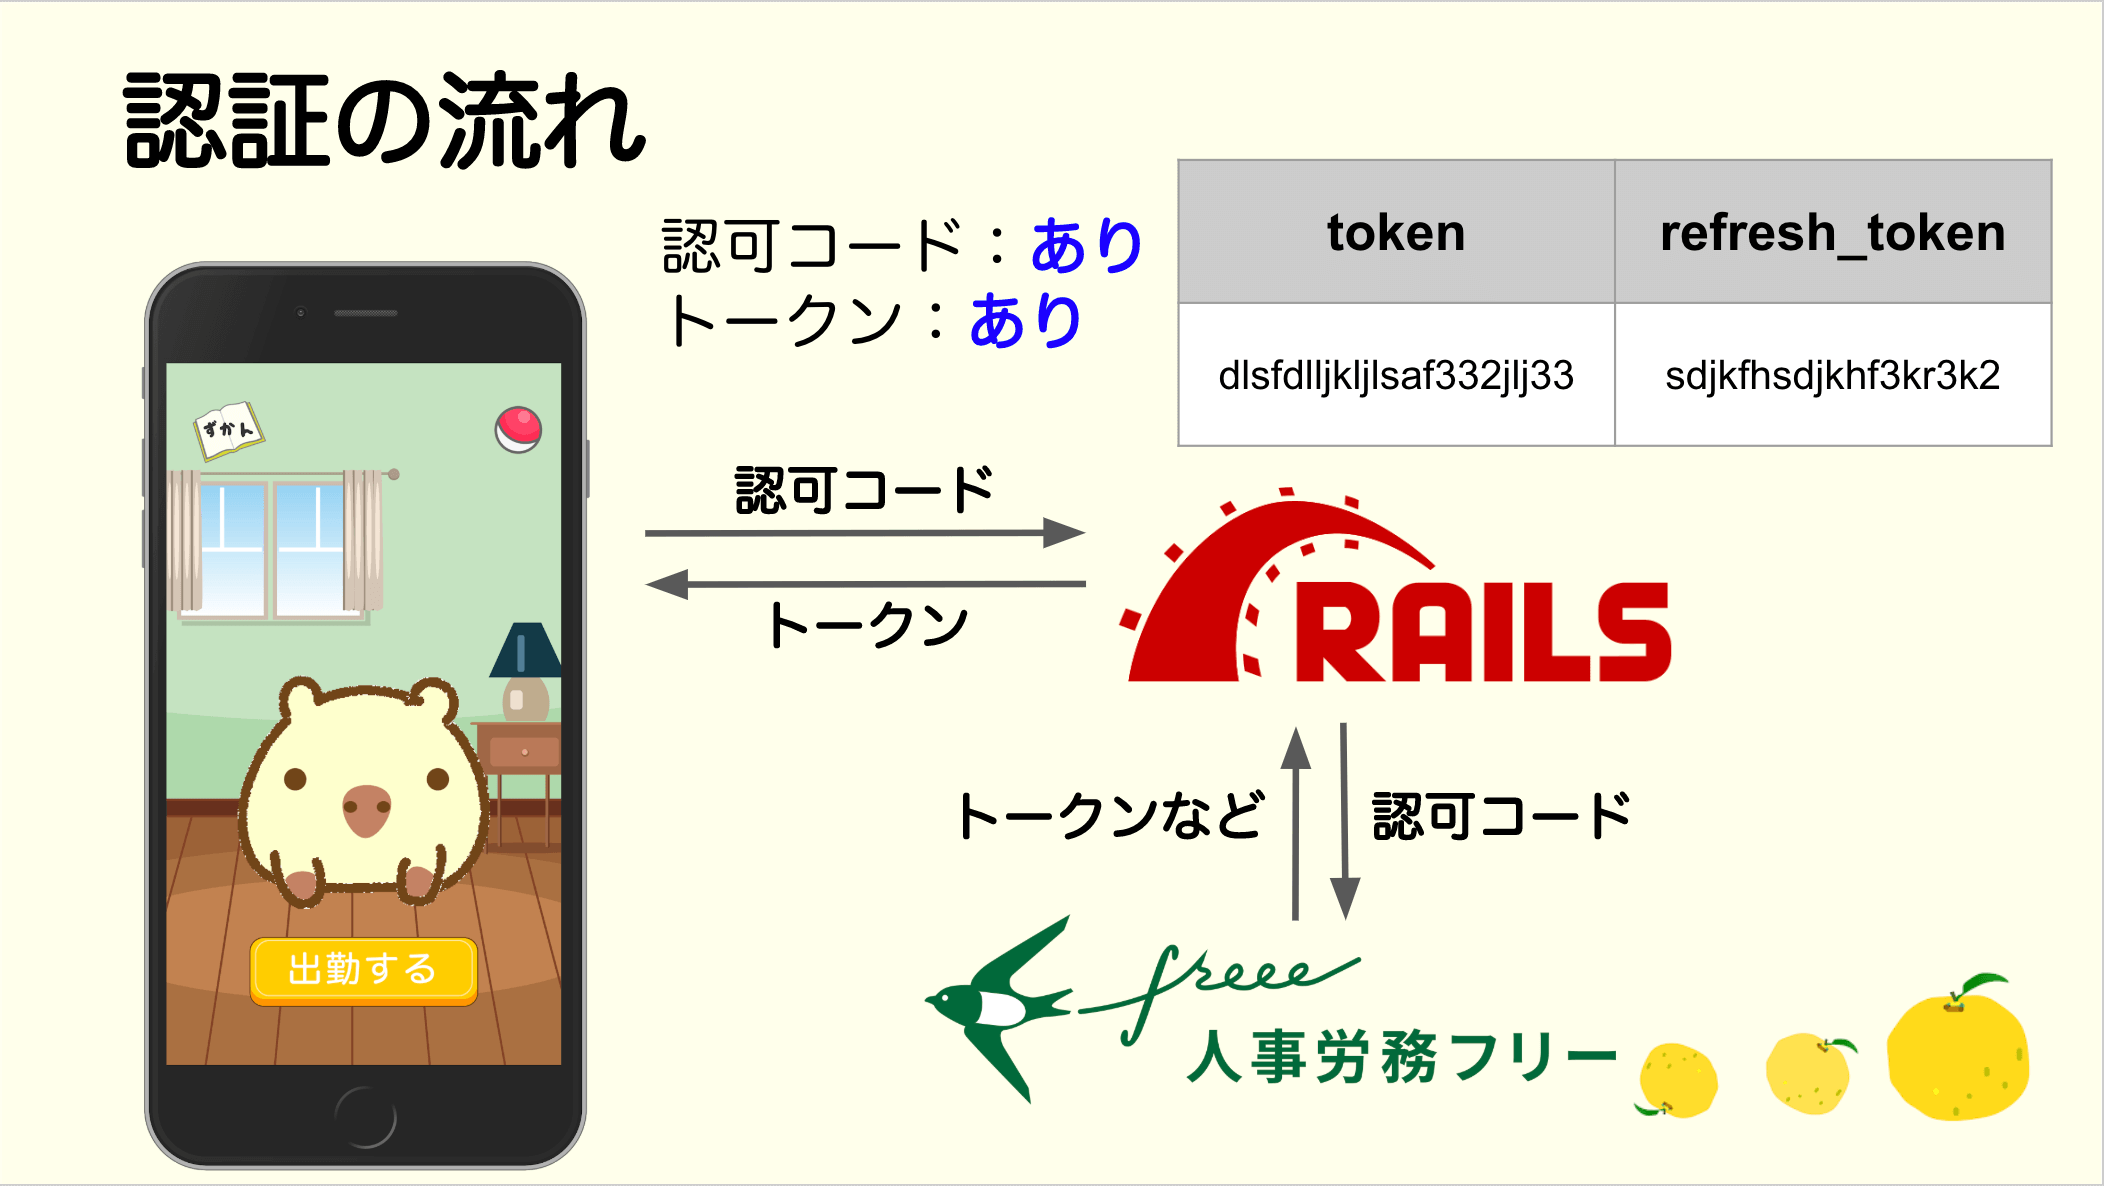 認証の流れ
認可コード：あり
トークン：あり
token
refresh_token
dlsfdlljkljlsaf332jlj33
sdjkfhsdjkhf3kr3k2
ずかん
認可コード
トークン
RAILS
トークンなど
認可コード
出勤する
freee
人事労務フリー